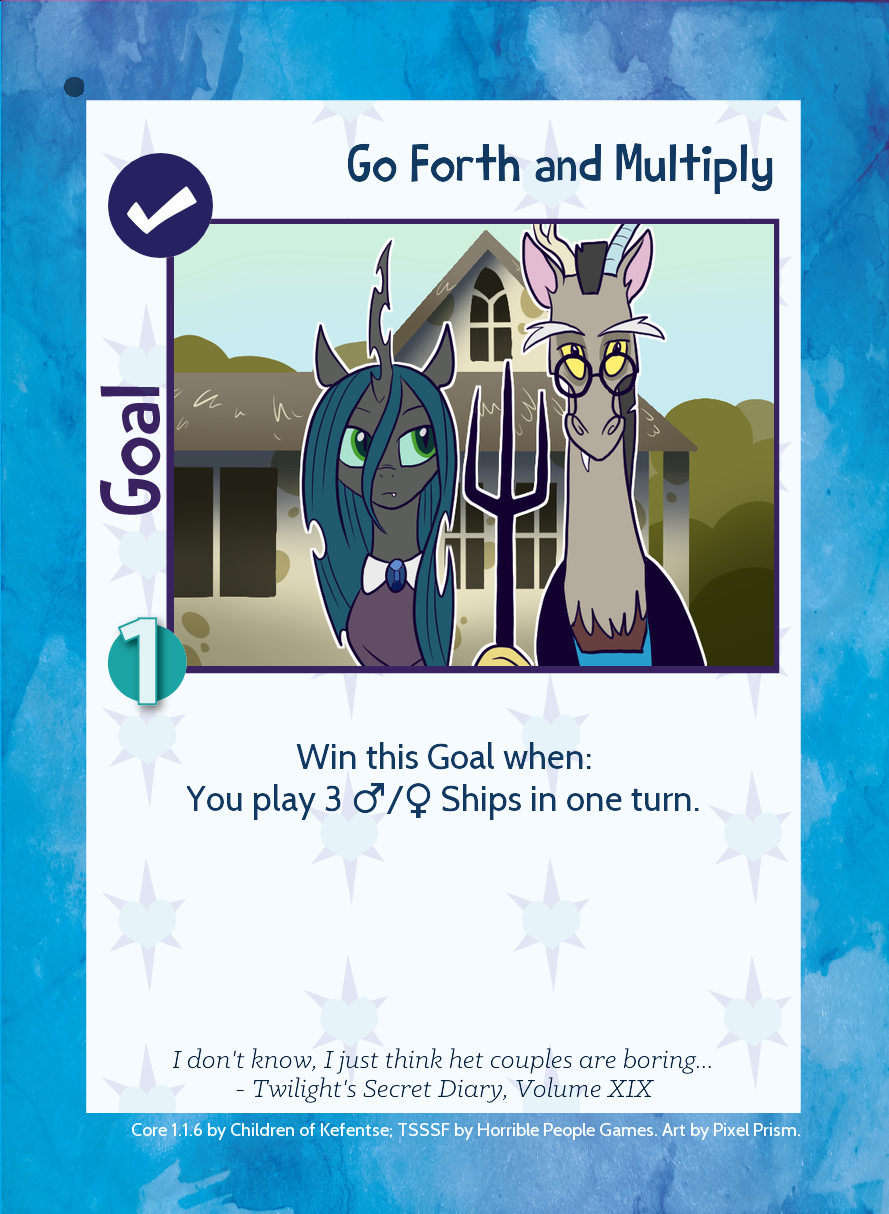 Go Forth and Multiply
Goal
1
Win this Goal when:
You play 3 ♂/♀ Ships in one turn.
I don't know, I just think het couples are boring...
- Twilight's Secret Diary, Volume XIX
Core 1.1.6 by Children of Kefentse; TSSSF by Horrible People Games. Art by Pixel Prism.